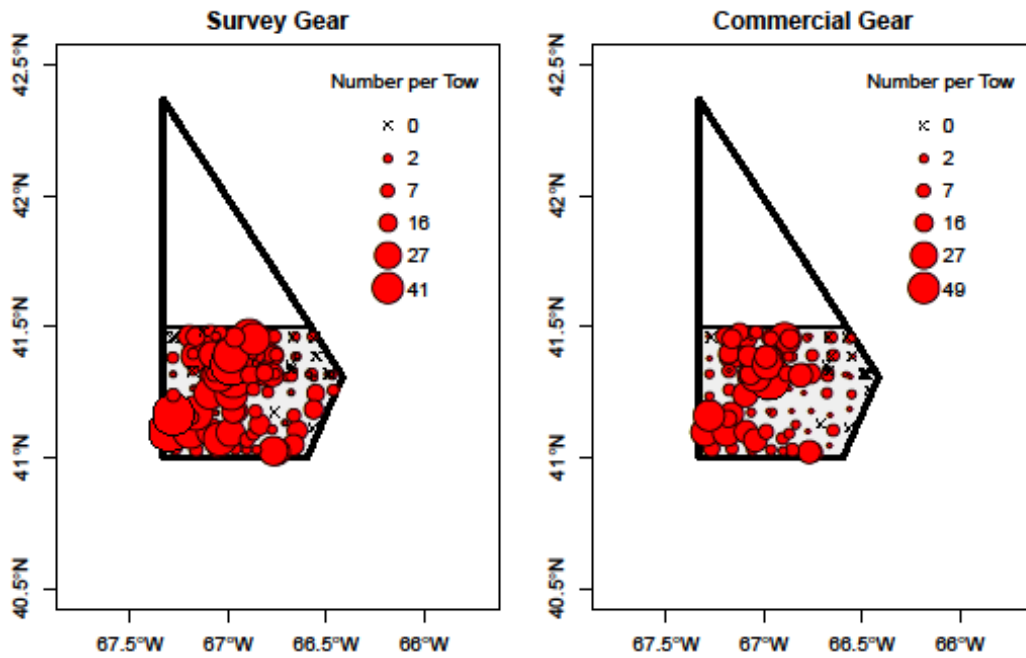 Survey Gear
Number per Tow
0
2
7
16
27
41
42.5°N
42°N
41.5°N
41°N
40.5°N
67.5°W
67°W
66.5°W
66°W
Commercial Gear
Number per Tow
0
2
7
16
27
49
42.5°N
42°N
41.5°N
41°N
40.5°N
67.5°W
67°W
66.5°W
66°W